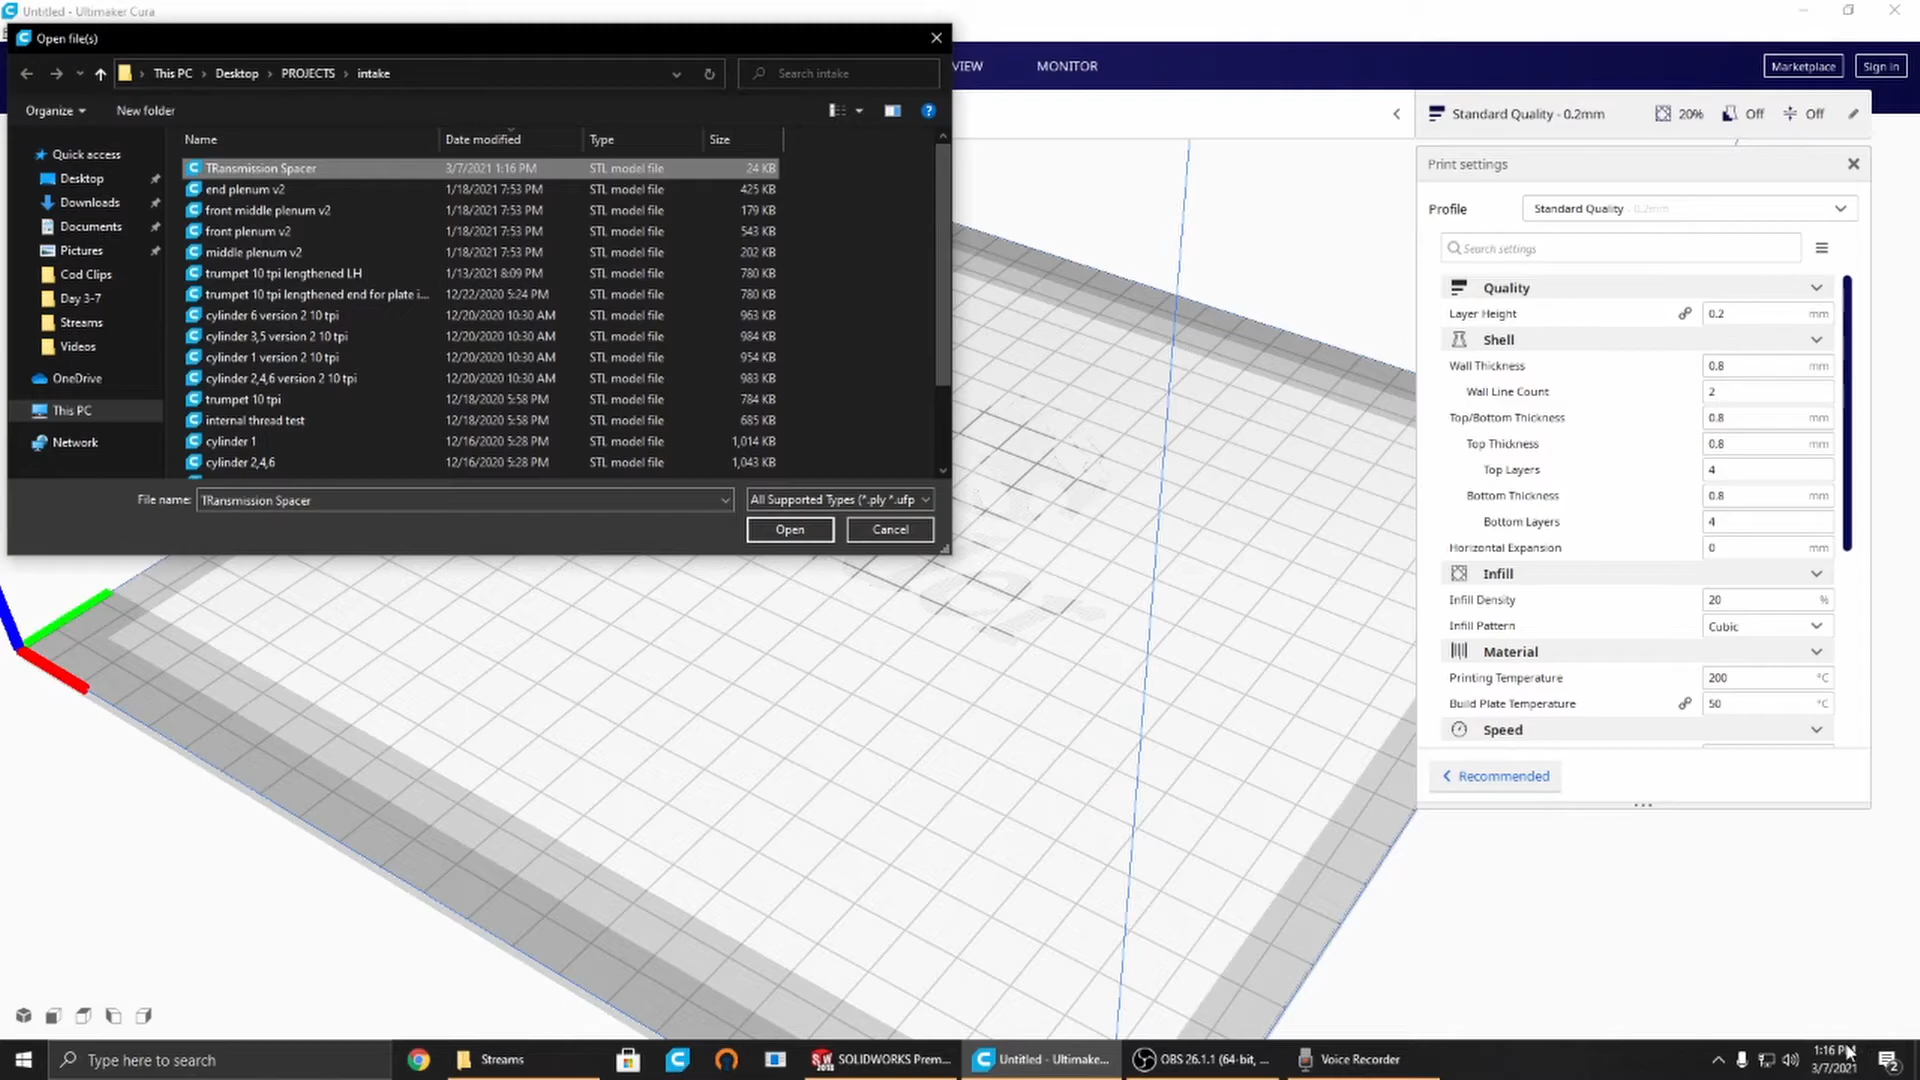 Untitled - Ultimaker Cura
Open file(s)
This PC > Desktop > PROJECTS > intake
Search intake
VIEW
MONITOR
Marketplace
Sign in
Organize
New folder
Standard Quality - 0.2mm
20%
Off
Off
Name
Date modified
Type
Size
Quick access
Desktop
Downloads
Documents
Pictures
Cod Clips
Day 3-7
Streams
Videos
OneDrive
This PC
Network
TRansmission Spacer 3/7/2021 1:16 PM STL model file 24 KB
end plenum v2 1/18/2021 7:53 PM STL model file 425 KB
front middle plenum v2 1/18/2021 7:53 PM STL model file 179 KB
front plenum v2 1/18/2021 7:53 PM STL model file 543 KB
middle plenum v2 1/18/2021 7:53 PM STL model file 202 KB
trumpet 10 tpi lengthened LH 1/13/2021 8:09 PM STL model file 780 KB
trumpet 10 tpi lengthened end for plate i... 12/22/2020 5:24 PM STL model file 780 KB
cylinder 6 version 2 10 tpi 12/20/2020 10:30 AM STL model file 963 KB
cylinder 3,5 version 2 10 tpi 12/20/2020 10:30 AM STL model file 984 KB
cylinder 1 version 2 10 tpi 12/20/2020 10:30 AM STL model file 954 KB
cylinder 2,4,6 version 2 10 tpi 12/20/2020 10:30 AM STL model file 983 KB
trumpet 10 tpi 12/18/2020 5:58 PM STL model file 784 KB
internal thread test 12/18/2020 5:58 PM STL model file 685 KB
cylinder 1 12/16/2020 5:28 PM STL model file 1,014 KB
cylinder 2,4,6 12/16/2020 5:28 PM STL model file 1,043 KB
File name: TRansmission Spacer
All Supported Types (*.ply *.ufp
Open
Cancel
Print settings
Profile
Standard Quality - 0.2mm
Search settings
Quality
Layer Height 0.2 mm
Shell
Wall Thickness 0.8 mm
Wall Line Count 2
Top/Bottom Thickness 0.8 mm
Top Thickness 0.8 mm
Top Layers 4
Bottom Thickness 0.8 mm
Bottom Layers 4
Horizontal Expansion 0 mm
Infill
Infill Density 20 %
Infill Pattern Cubic
Material
Printing Temperature 200 °C
Build Plate Temperature 50 °C
Speed
Recommended
Type here to search
Streams
SOLIDWORKS Prem...
Untitled - Ultimake...
OBS 26.1.1 (64-bit, ...
Voice Recorder
1:16 PM
3/7/2021
2